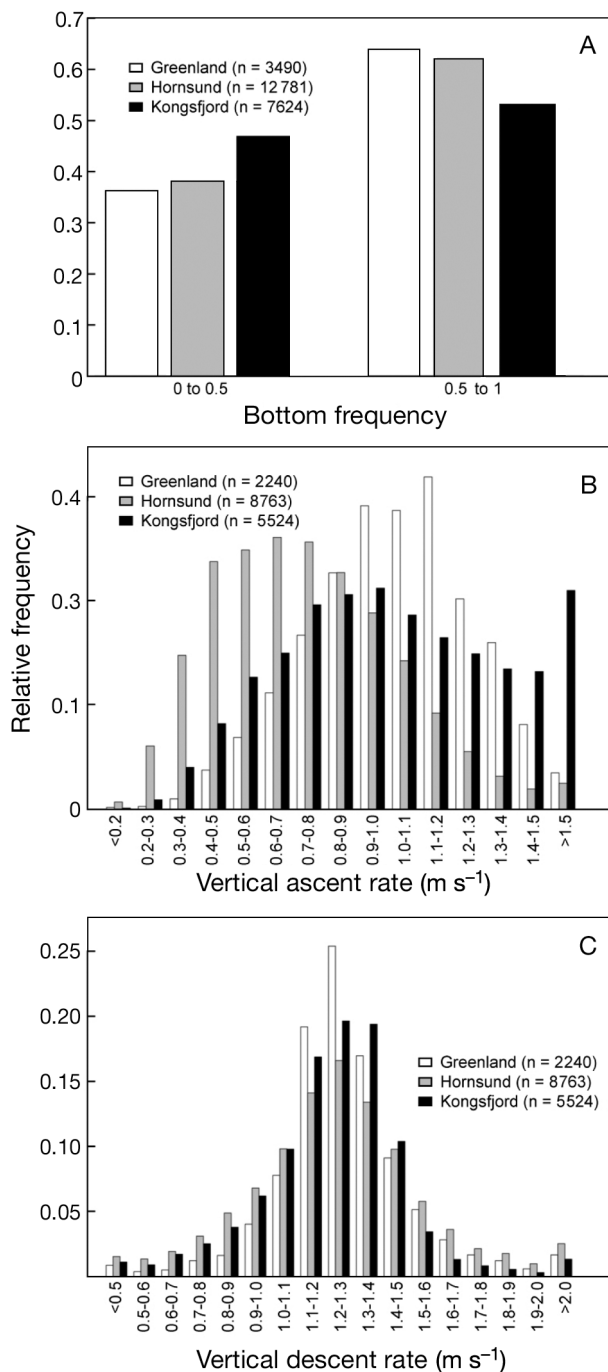 0.7
A
0.6
0.5
0.4
0.3
0.2
0.1
0
Greenland (n = 3490)
Hornsund (n = 12 781)
Kongsfjord (n = 7624)
0 to 0.5
0.5 to 1
Bottom frequency
B
Greenland (n = 2240)
Hornsund (n = 8763)
Kongsfjord (n = 5524)
0.4
0.3
0.1
0
Relative frequency
<0.2
0.2-0.3
0.3-0.4
0.4-0.5
0.5-0.6
0.6-0.7
0.7-0.8
0.8-0.9
0.9-1.0
1.0-1.1
1.1-1.2
1.2-1.3
1.3-1.4
1.4-1.5
>1.5
Vertical ascent rate (m s–1)
C
0.25
0.20
0.15
0.10
0.05
Greenland (n = 2240)
Hornsund (n = 8763)
Kongsfjord (n = 5524)
<0.5
0.5-0.6
0.6-0.7
0.7-0.8
0.8-0.9
0.9-1.0
1.0-1.1
1.1-1.2
1.2-1.3
1.3-1.4
1.4-1.5
1.5-1.6
1.6-1.7
1.7-1.8
1.8-1.9
1.9-2.0
>2.0
Vertical descent rate (m s–1)